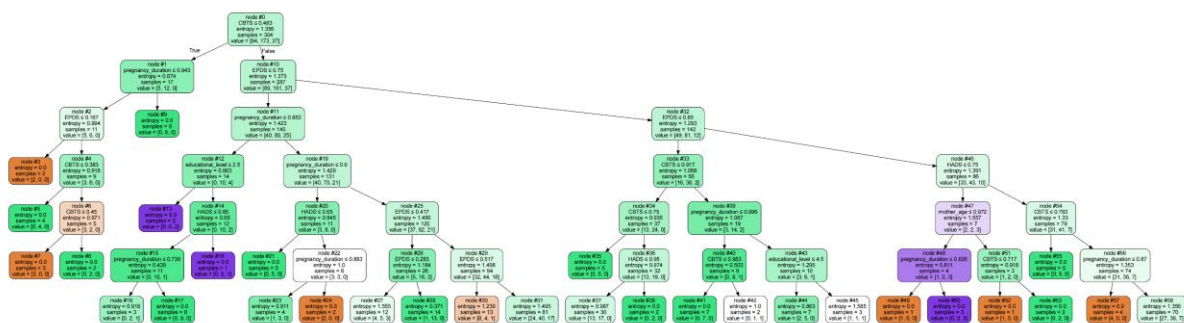 node #0
CBTS ≤ 0.483
entropy = 1.356
samples = 304
value = [94, 173, 37]
True
False
node #1
pregnancy_duration ≤ 0.943
entropy = 0.874
samples = 17
value = [5, 12, 0]
node #10
EPDS ≤ 0.75
entropy = 1.373
samples = 287
value = [89, 161, 37]
node #2
EPDS ≤ 0.167
entropy = 0.994
samples = 11
value = [5, 6, 0]
node #9
entropy = 0.0
samples = 6
value = [0, 6, 0]
node #11
pregnancy_duration ≤ 0.852
entropy = 1.423
samples = 145
value = [40, 80, 25]
node #32
EPDS ≤ 0.85
entropy = 1.293
samples = 142
value = [49, 81, 12]
node #3
entropy = 0.0
samples = 2
value = [2, 0, 0]
node #4
CBTS ≤ 0.383
entropy = 0.918
samples = 9
value = [3, 6, 0]
node #12
educational_level ≤ 2.5
entropy = 0.863
samples = 14
value = [0, 10, 4]
node #19
pregnancy_duration ≤ 0.9
entropy = 1.429
samples = 131
value = [40, 70, 21]
node #33
CBTS ≤ 0.917
entropy = 1.068
samples = 56
value = [16, 38, 2]
node #46
HADS ≤ 0.75
entropy = 1.391
samples = 86
value = [33, 43, 10]
node #5
entropy = 0.0
samples = 4
value = [0, 4, 0]
node #6
CBTS ≤ 0.45
entropy = 0.971
samples = 5
value = [3, 2, 0]
node #13
entropy = 0.0
samples = 2
value = [0, 0, 2]
node #14
HADS ≤ 0.85
entropy = 0.65
samples = 12
value = [0, 10, 2]
node #20
HADS ≤ 0.65
entropy = 0.845
samples = 11
value = [3, 8, 0]
node #25
EPDS ≤ 0.417
entropy = 1.456
samples = 120
value = [37, 62, 21]
node #34
CBTS ≤ 0.75
entropy = 0.935
samples = 37
value = [13, 24, 0]
node #39
pregnancy_duration ≤ 0.998
entropy = 1.087
samples = 19
value = [3, 14, 2]
node #47
mother_age ≤ 0.972
entropy = 1.557
samples = 7
value = [2, 2, 3]
node #54
CBTS ≤ 0.783
entropy = 1.33
samples = 79
value = [31, 41, 7]
node #7
entropy = 0.0
samples = 3
value = [3, 0, 0]
node #8
entropy = 0.0
samples = 2
value = [0, 2, 0]
node #15
pregnancy_duration ≤
entropy = 0.439
samples = 11
value = [0, 10, 1]
node #18
entropy = 0.0
samples = 1
value = [0, 0, 1]
node #21
entropy = 0.0
samples = 5
value = [0, 5, 0]
node #22
pregnancy_duration ≤ 0.883
entropy = 1.0
samples = 6
value = [3, 3, 0]
node #26
EPDS ≤ 0.283
entropy = 1.184
samples = 26
value = [5, 18, 3]
node #29
EPDS ≤ 0.517
entropy = 1.498
samples = 94
value = [32, 44, 18]
node #35
entropy = 0.0
samples = 5
value = [0, 5, 0]
node #36
HADS ≤ 0.95
entropy = 0.974
samples = 32
value = [13, 19, 0]
node #40
CBTS ≤ 0.983
entropy = 0.503
samples = 9
value = [0, 8, 1]
node #43
educational_level ≤ 4.5
entropy = 1.295
samples = 10
value = [3, 6, 1]
node #48
pregnancy_duration ≤
entropy = 0.811
samples = 4
value = [1, 0, 3]
node #51
CBTS ≤ 0.717
entropy = 0.918
samples = 3
value = [1, 2, 0]
node #55
entropy = 0.0
samples = 5
value = [0, 5, 0]
node #56
pregnancy_duration ≤ 0.87
entropy = 1.363
samples = 74
value = [31, 36, 7]
node #16
entropy = 0.918
samples = 3
value = [0, 2, 1]
node #17
entropy = 0.0
samples = 8
value = [0, 8, 0]
node #23
entropy = 0.811
samples = 4
value = [1, 3, 0]
node #24
entropy = 0.0
samples = 2
value = [2, 0, 0]
node #27
entropy = 1.555
samples = 12
value = [4, 5, 3]
node #28
entropy = 0.371
samples = 14
value = [1, 13, 0]
node #30
entropy = 1.239
samples = 13
value = [8, 4, 1]
node #31
entropy = 1.495
samples = 81
value = [24, 40, 17]
node #37
entropy = 0.987
samples = 30
value = [13, 17, 0]
node #38
entropy = 0.0
samples = 2
value = [0, 2, 0]
node #41
entropy = 0.0
samples = 7
value = [0, 7, 0]
node #42
entropy = 1.0
samples = 2
value = [0, 1, 1]
node #44
entropy = 0.863
samples = 7
value = [2, 5, 0]
node #45
entropy = 1.585
samples = 3
value = [1, 1, 1]
node #49
entropy = 0.0
samples = 1
value = [1, 0, 0]
node #50
entropy = 0.0
samples = 3
value = [0, 0, 3]
node #52
entropy = 0.0
samples = 1
value = [1, 0, 0]
node #53
entropy = 0.0
samples = 2
value = [0, 2, 0]
node #57
entropy = 0.0
samples = 4
value = [4, 0, 0]
node #58
entropy = 1.356
samples = 70
value = [27, 36, 7]